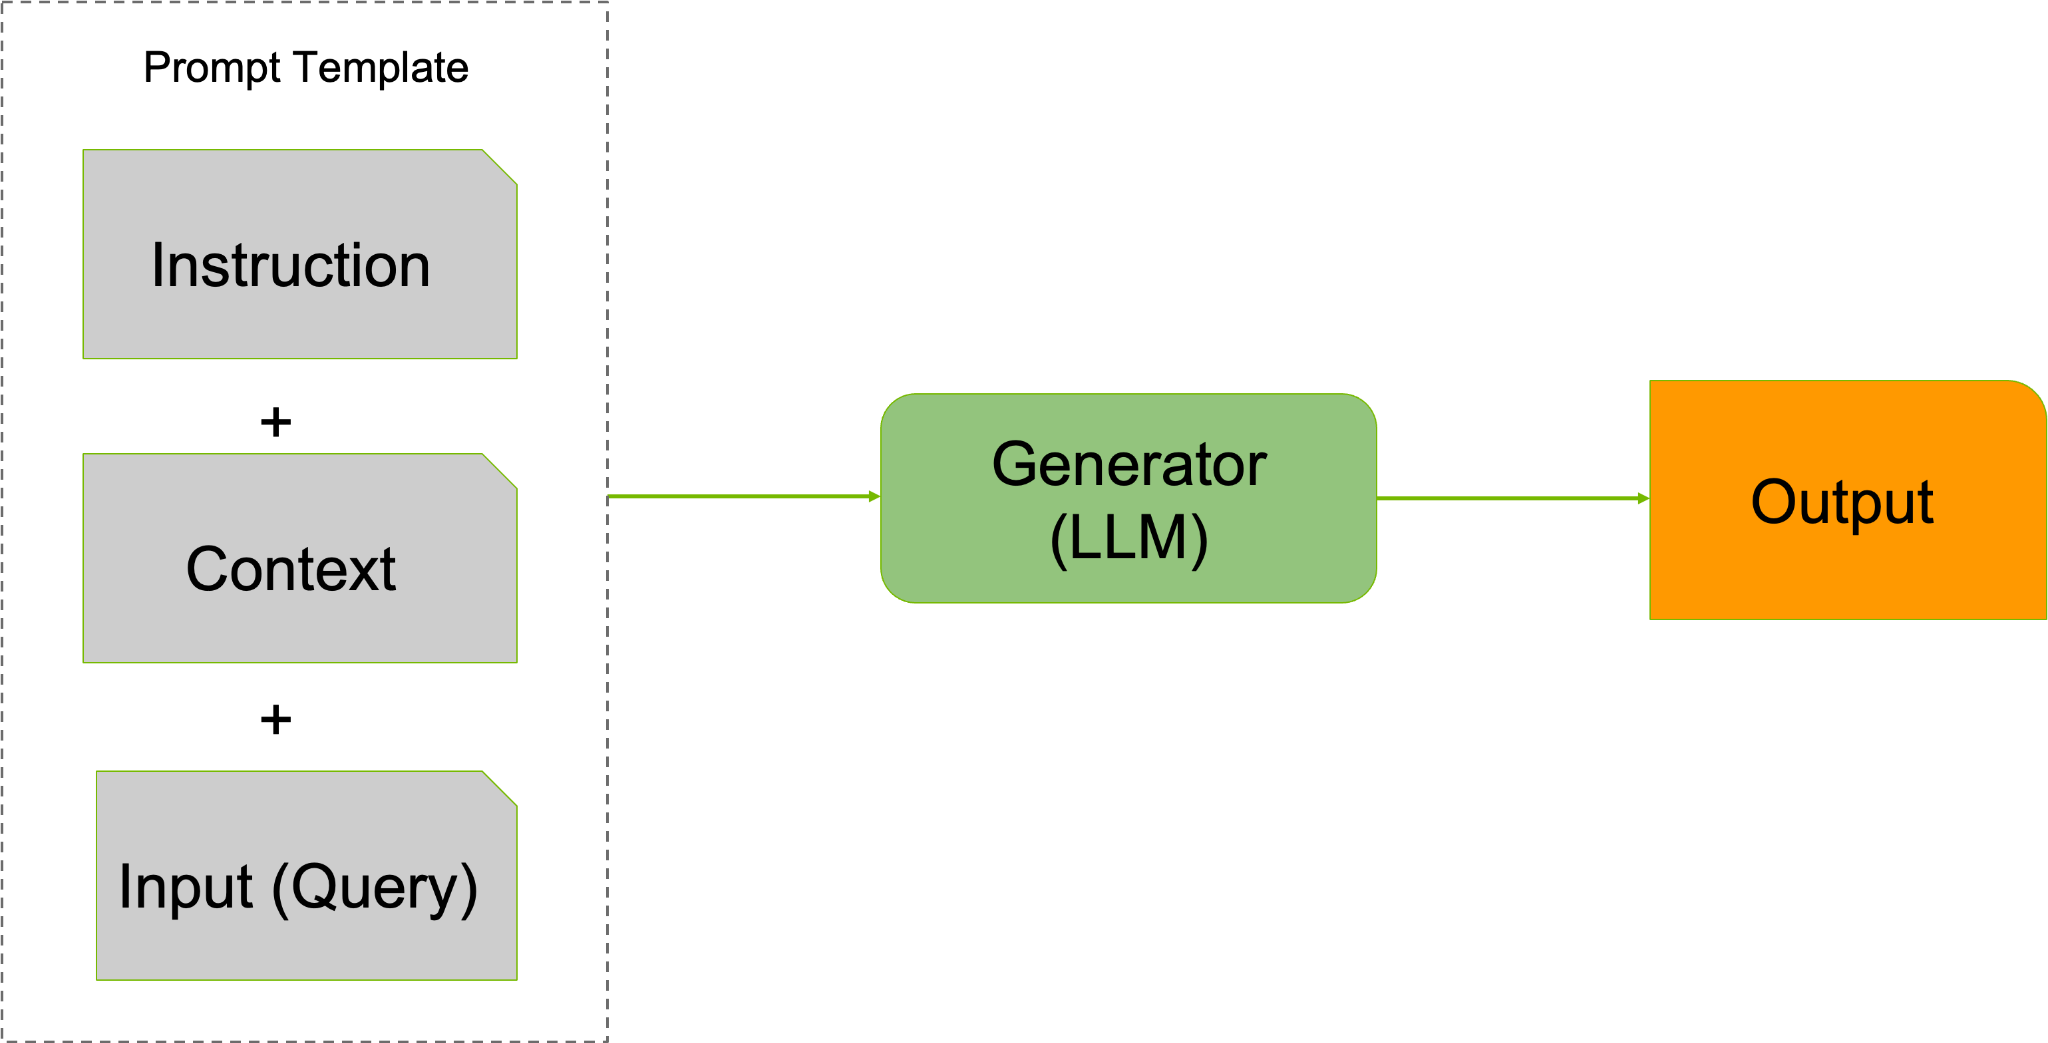 Prompt Template
Instruction
+
Context
+
Input (Query)
Generator
(LLM)
Output